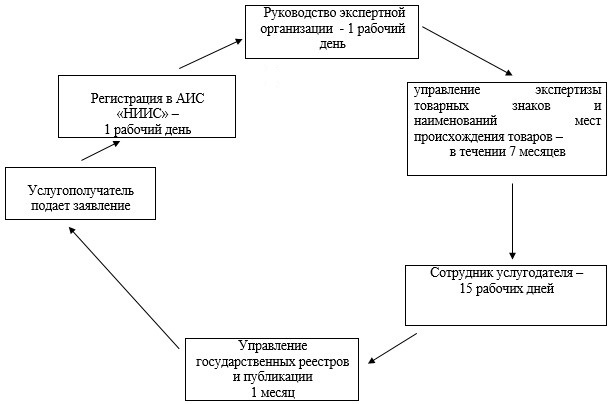 Руководство экспертной
организации - 1 рабочий
день
Регистрация в АИС
«НИИС» –
1 рабочий день
управление экспертизы
товарных знаков и
наименований мест
происхождения товаров –
в течении 7 месяцев
Услугополучатель
подает заявление
Сотрудник услугодателя –
15 рабочих дней
Управление
государственных реестров
и публикации
1 месяц